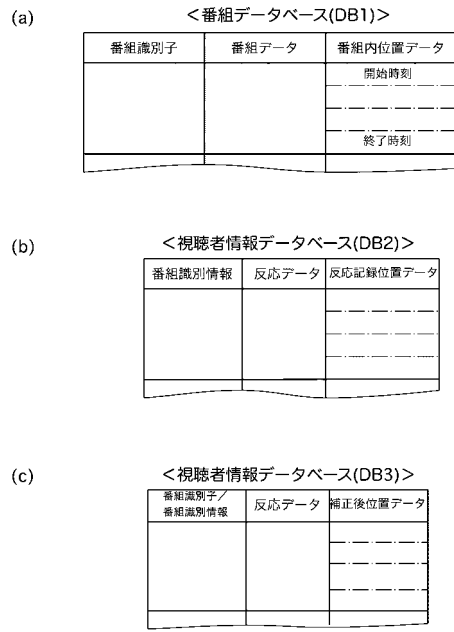 (a)
＜番組データベース(DB1)＞
番組識別子 番組データ 番組内位置データ
開始時刻
終了時刻
(b)
＜視聴者情報データベース(DB2)＞
番組識別情報 反応データ 反応記録位置データ
(c)
＜視聴者情報データベース(DB3)＞
番組識別子／
番組識別情報 反応データ 補正後位置データ